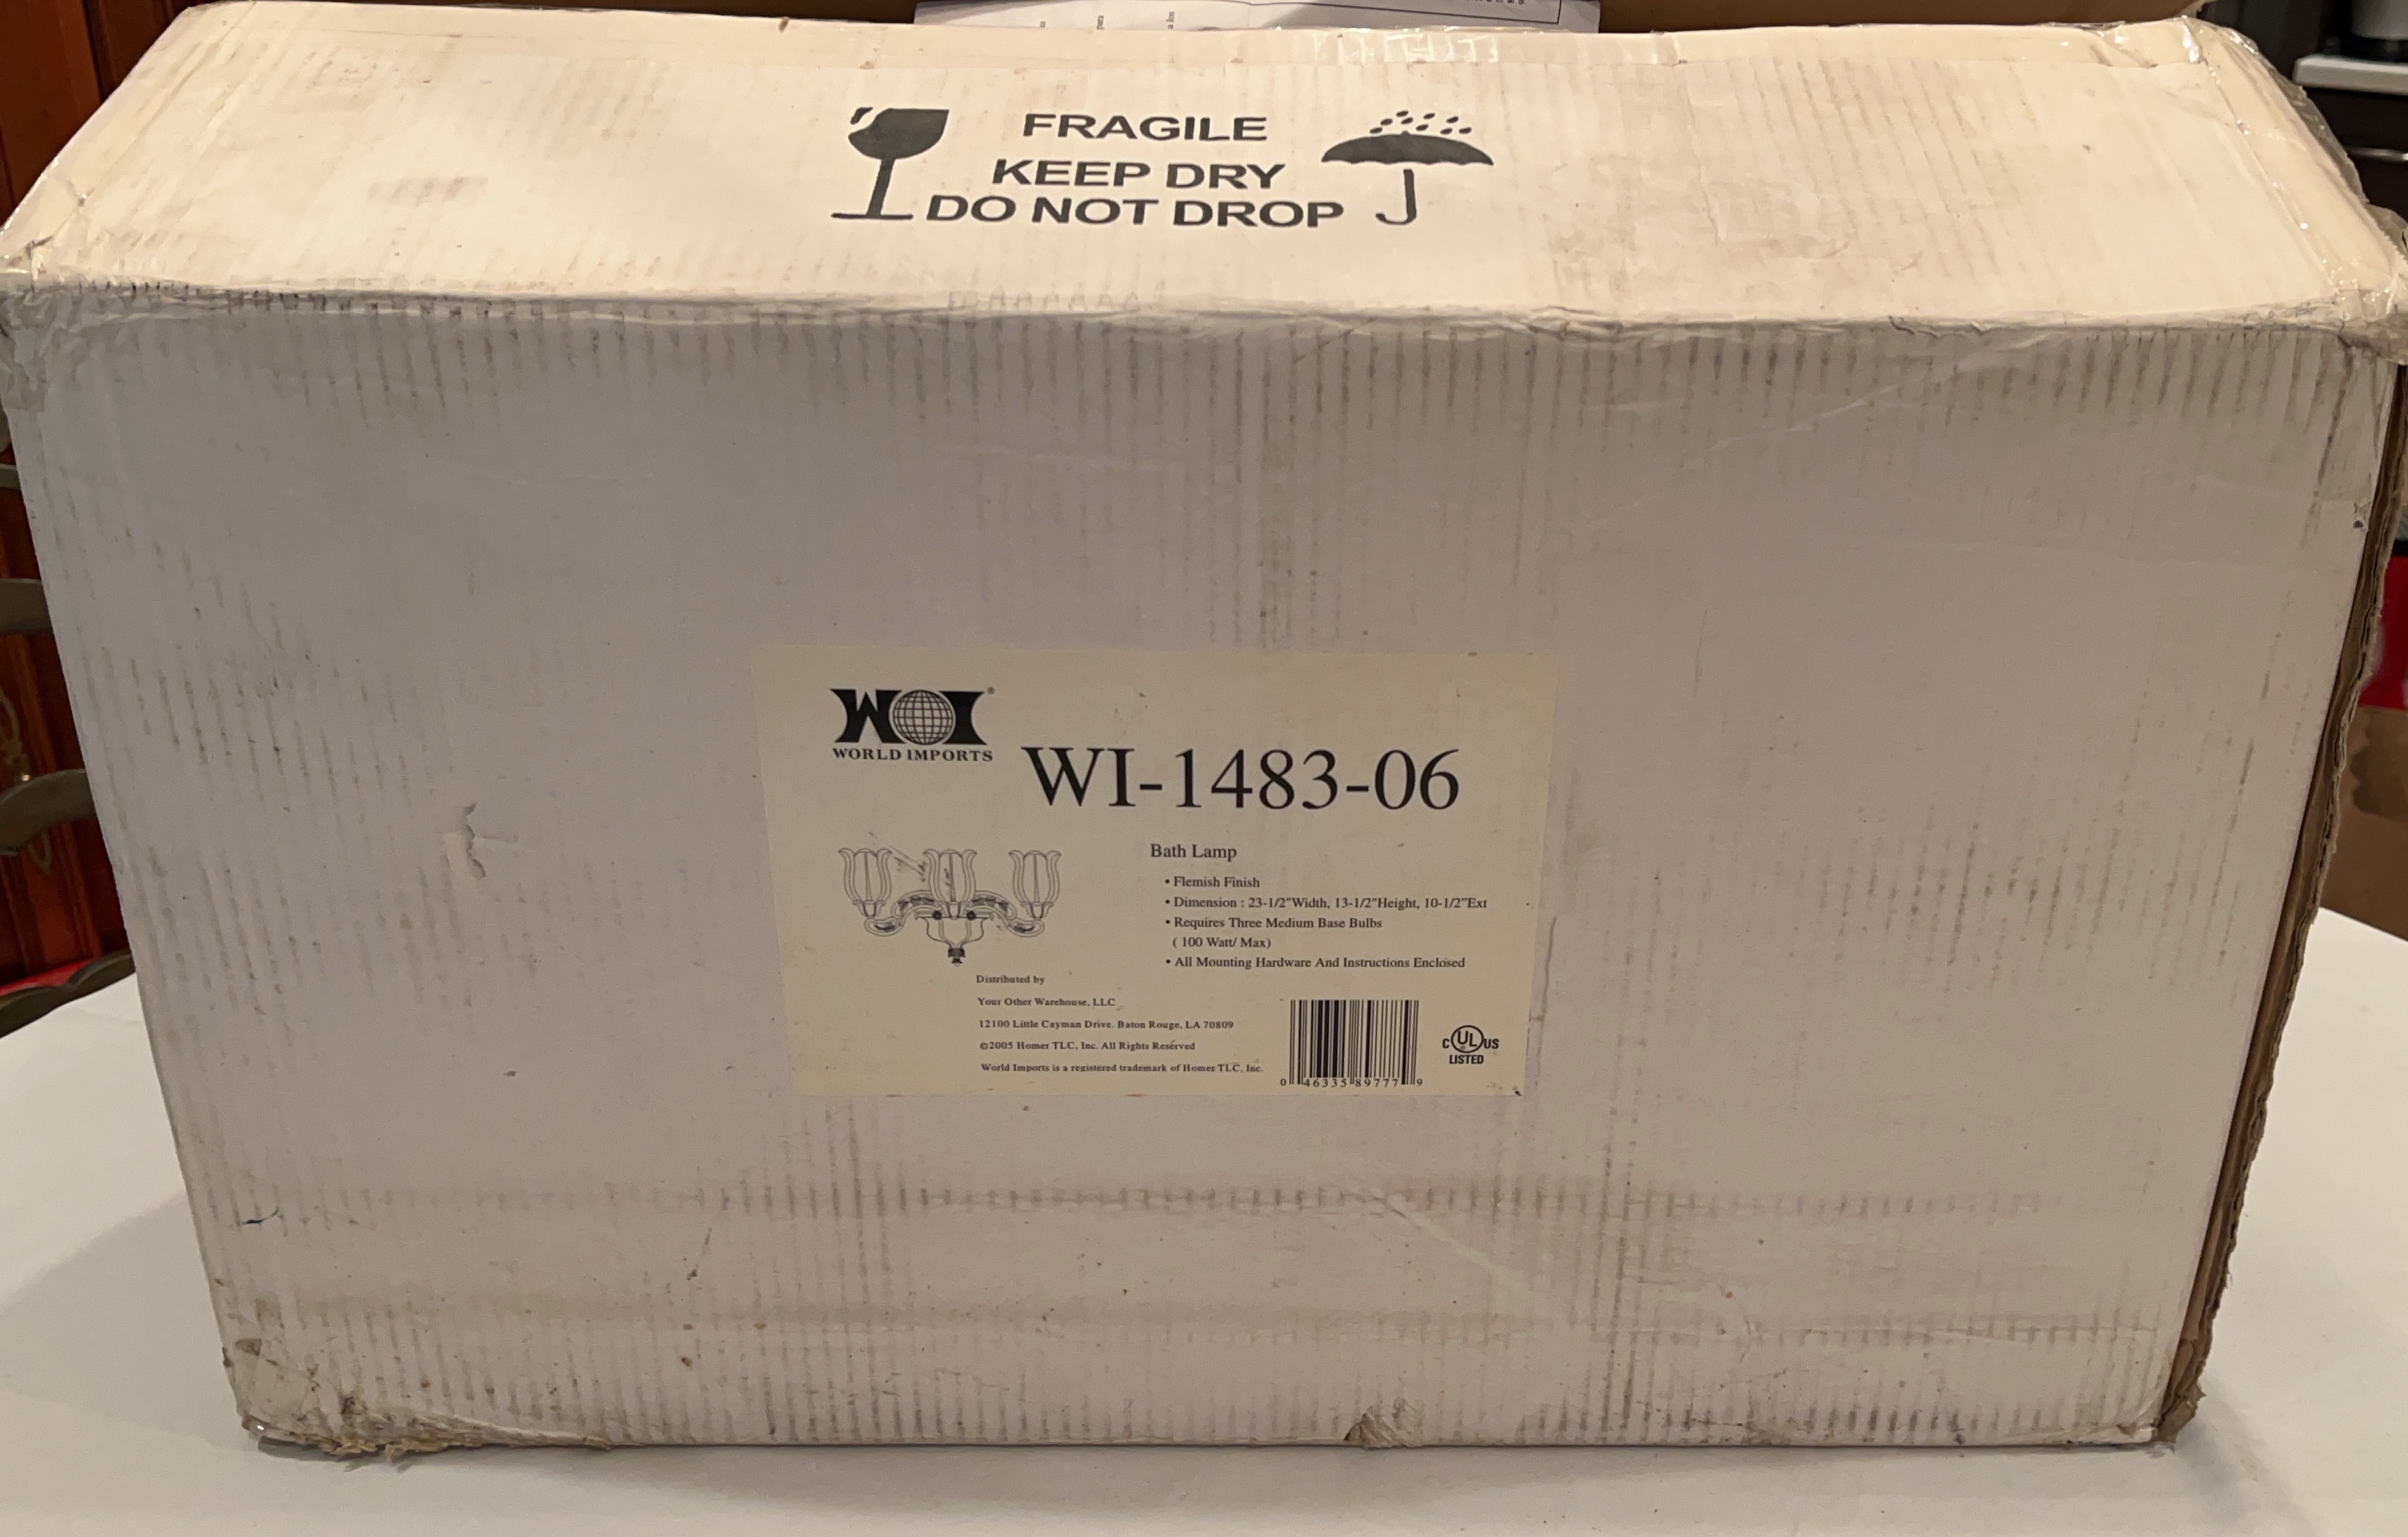 para
a los
FRAGILE
KEEP DRY
DO NOT DROP
WI®
WORLD IMPORTS
WI-1483-06
Bath Lamp
• Flemish Finish
• Dimension : 23-1/2"Width, 13-1/2"Height, 10-1/2"Ext
• Requires Three Medium Base Bulbs
( 100 Watt/ Max)
• All Mounting Hardware And Instructions Enclosed
Distributed by
Your Other Warehouse, LLC
12100 Little Cayman Drive. Baton Rouge, LA 70809
©2005 Homer TLC, Inc. All Rights Reserved
World Imports is a registered trademark of Homer TLC, Inc.
0 46335 89777 9
C UL US
LISTED